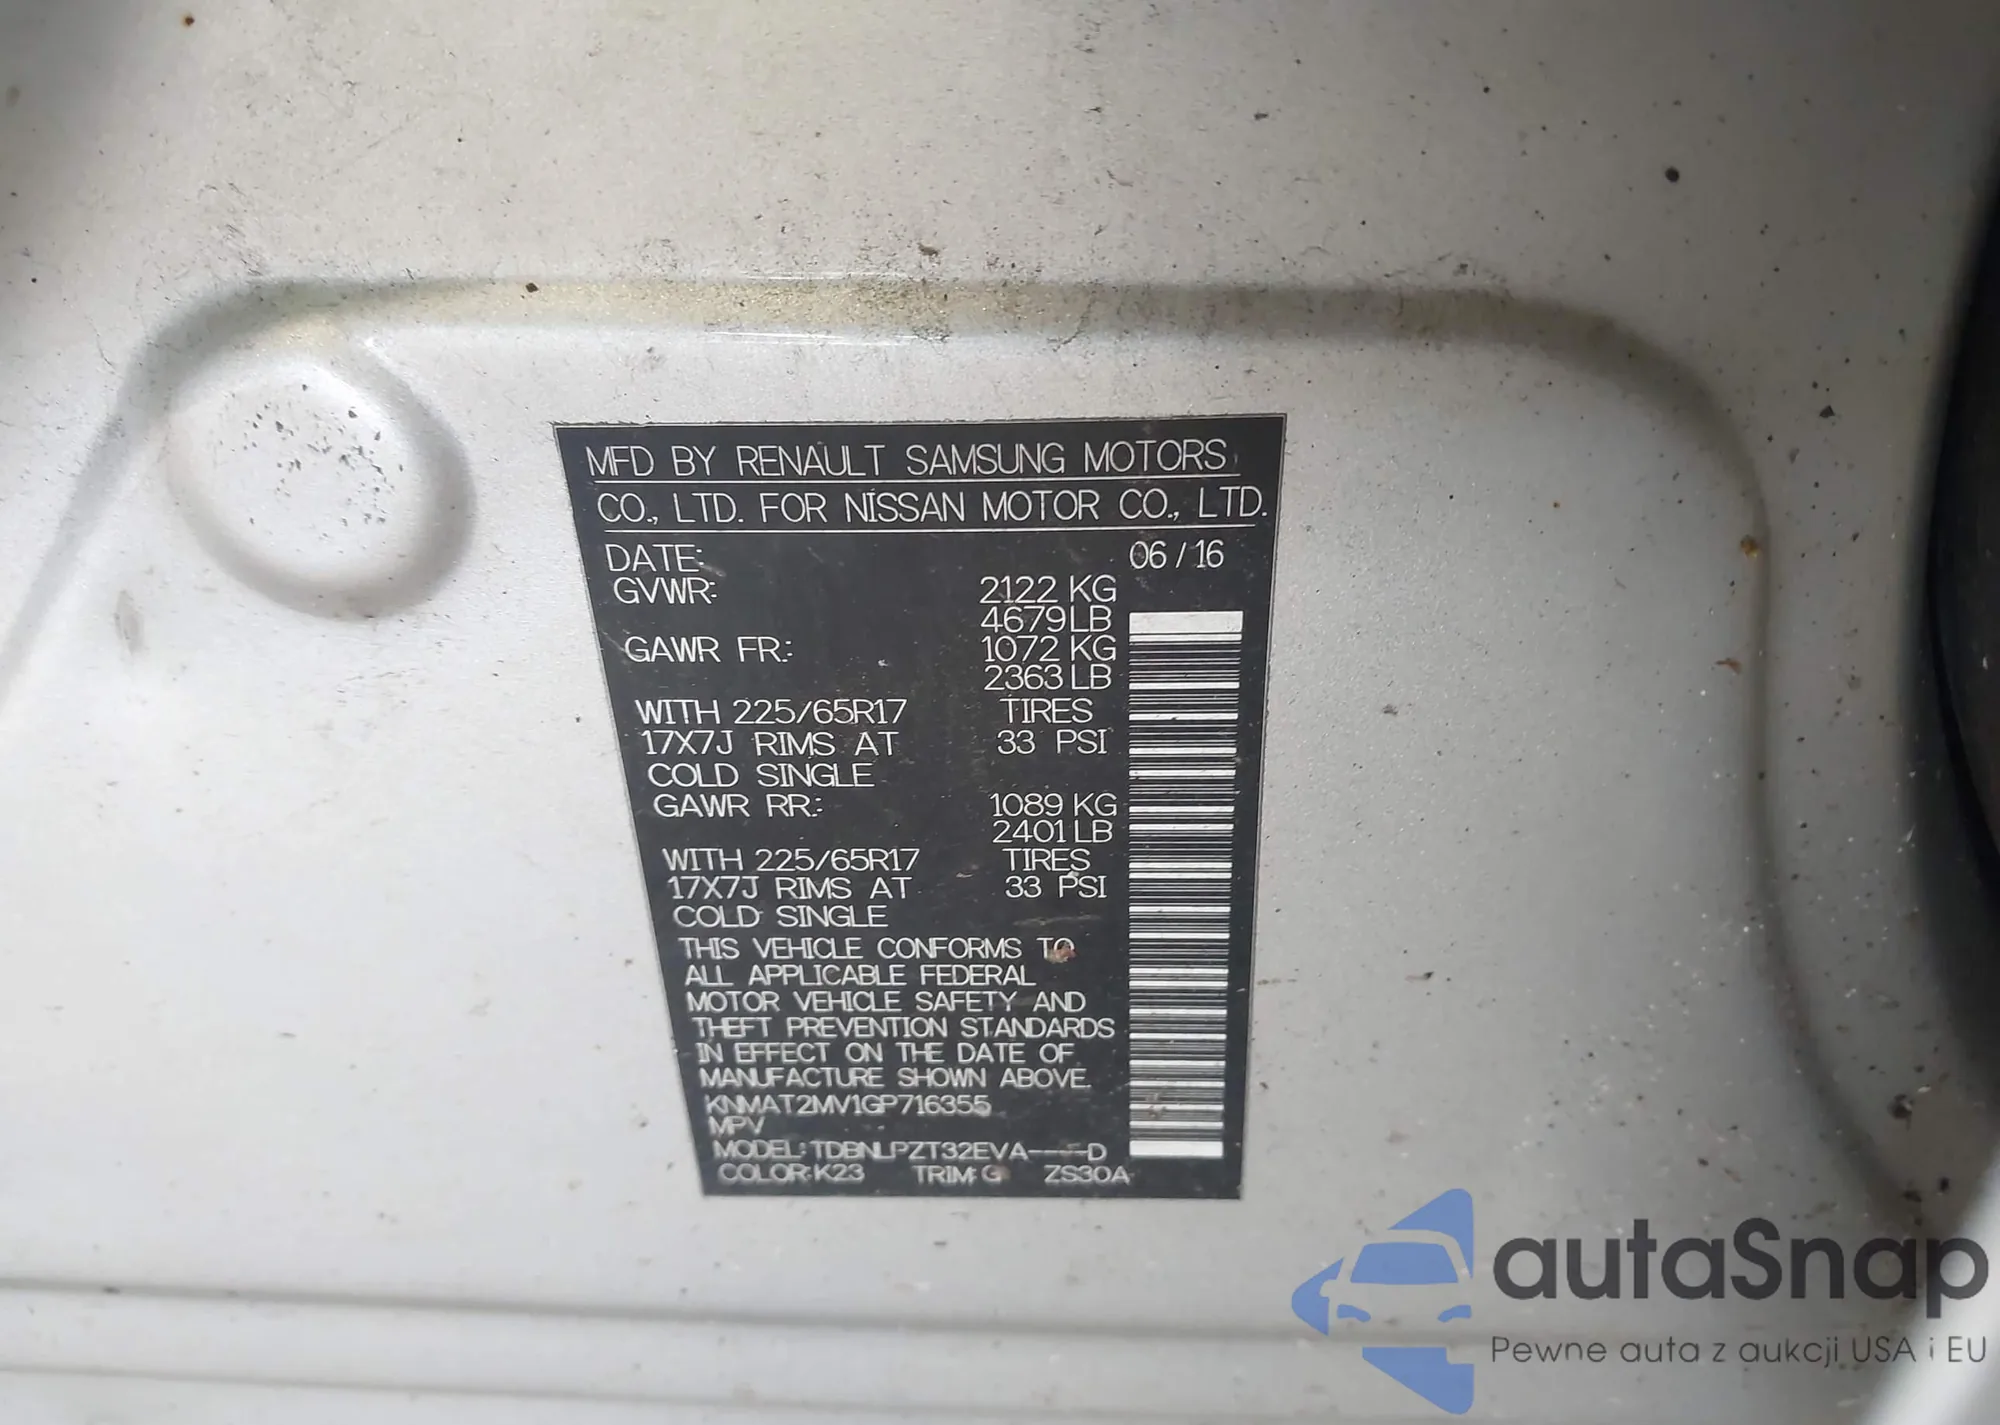 MFD BY RENAULT SAMSUNG MOTORS
CO., LTD. FOR NISSAN MOTOR CO., LTD.
DATE: 06 / 16
GVWR: 2122 KG
4679 LB
GAWR FR.: 1072 KG
2363 LB
WITH 225/65R17 TIRES
17X7J RIMS AT 33 PSI
COLD SINGLE
GAWR RR.: 1089 KG
2401 LB
WITH 225/65R17 TIRES
17X7J RIMS AT 33 PSI
COLD SINGLE
THIS VEHICLE CONFORMS TO
ALL APPLICABLE FEDERAL
MOTOR VEHICLE SAFETY AND
THEFT PREVENTION STANDARDS
IN EFFECT ON THE DATE OF
MANUFACTURE SHOWN ABOVE.
KNMAT2MV1GP716355
MPV
MODEL: TDBNLPZT32EVA----D
COLOR: K23 TRIM: G ZS30A
autaSnap
Pewne auta z aukcji USA i EU